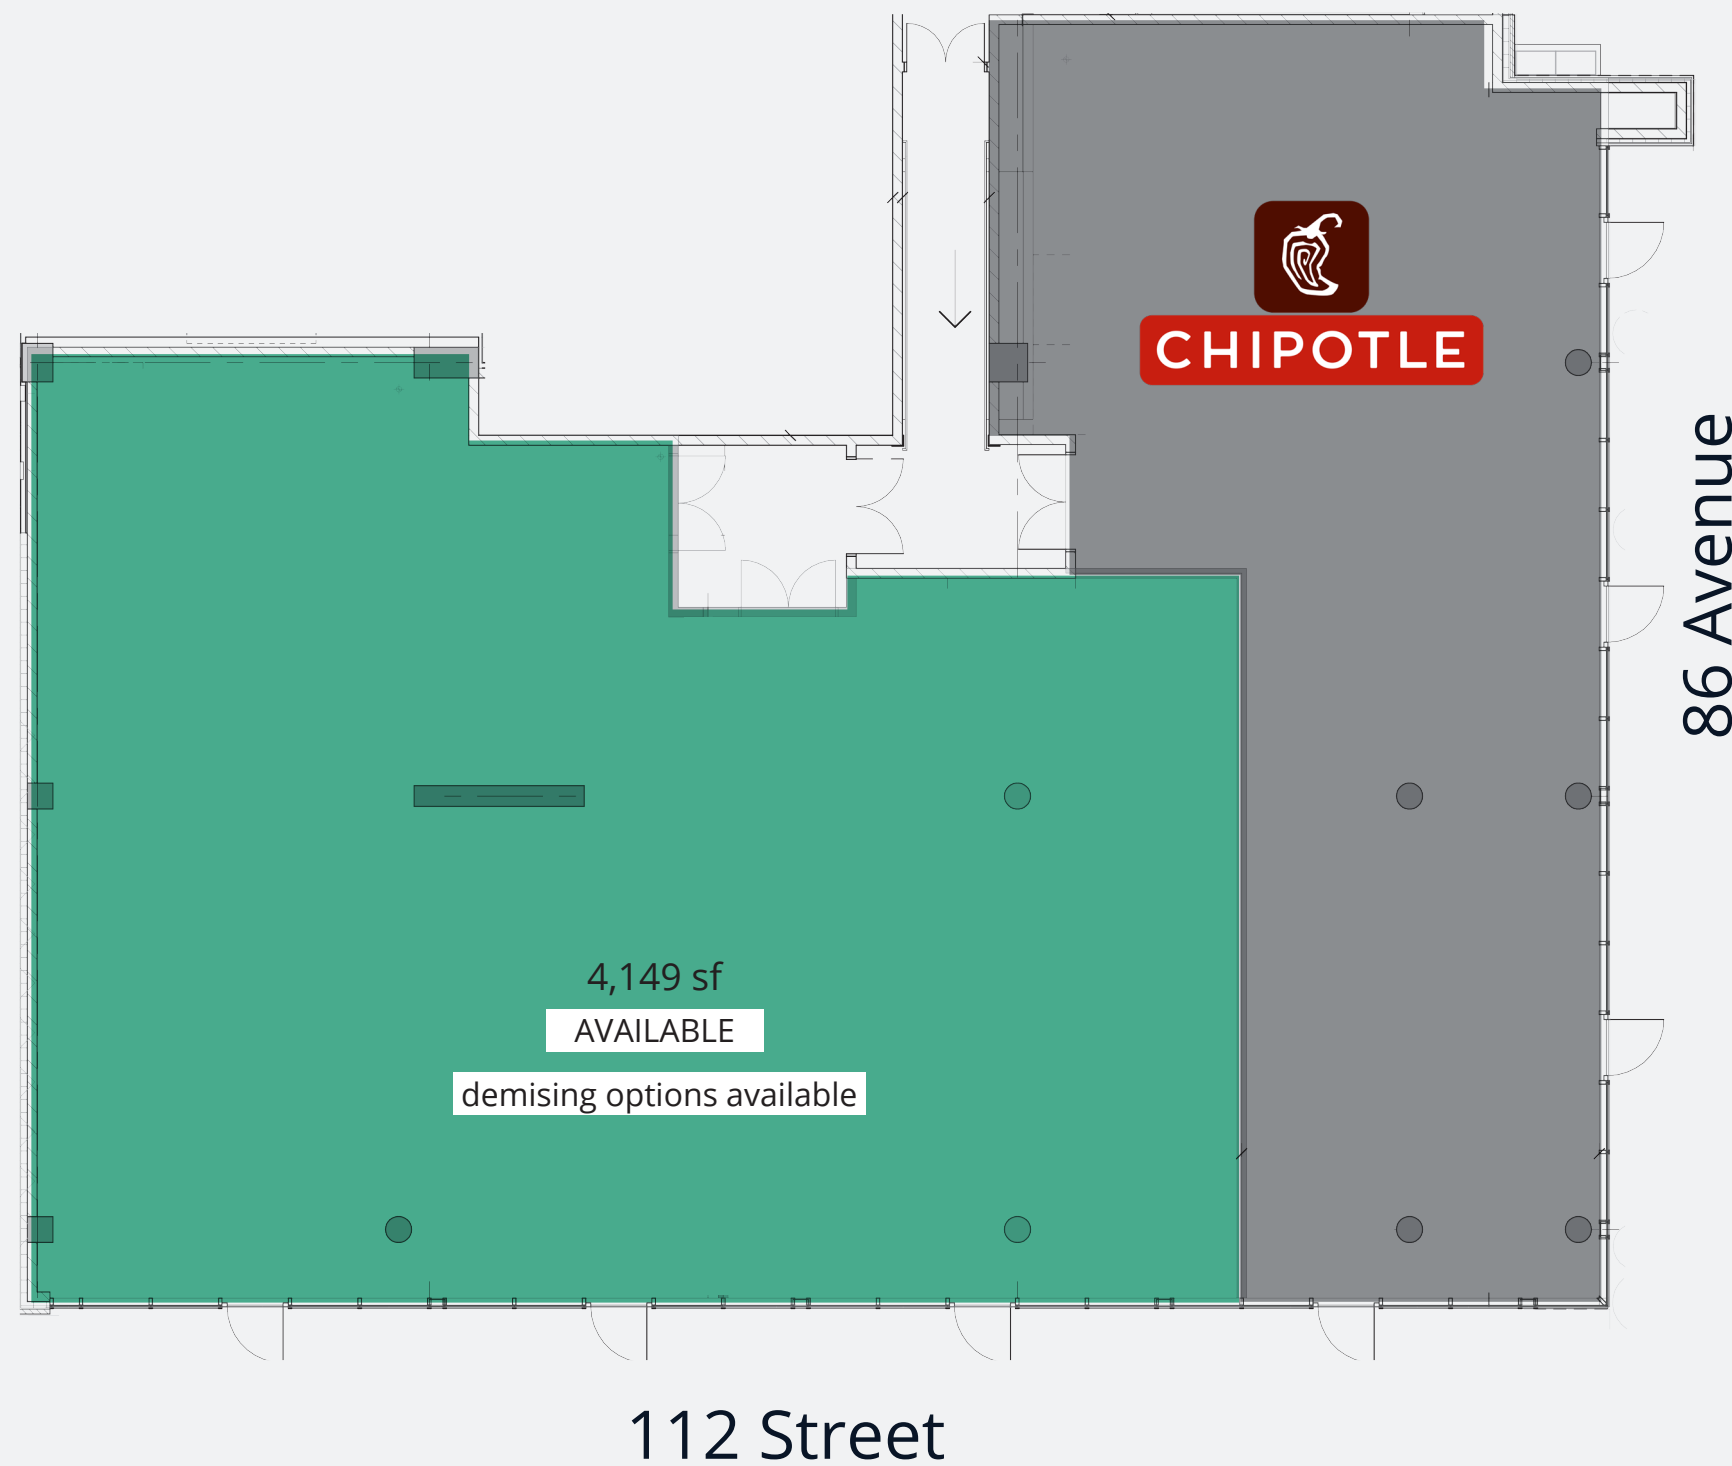 CHIPOTLE
86 Avenue
4,149 sf
AVAILABLE
demising options available
112 Street